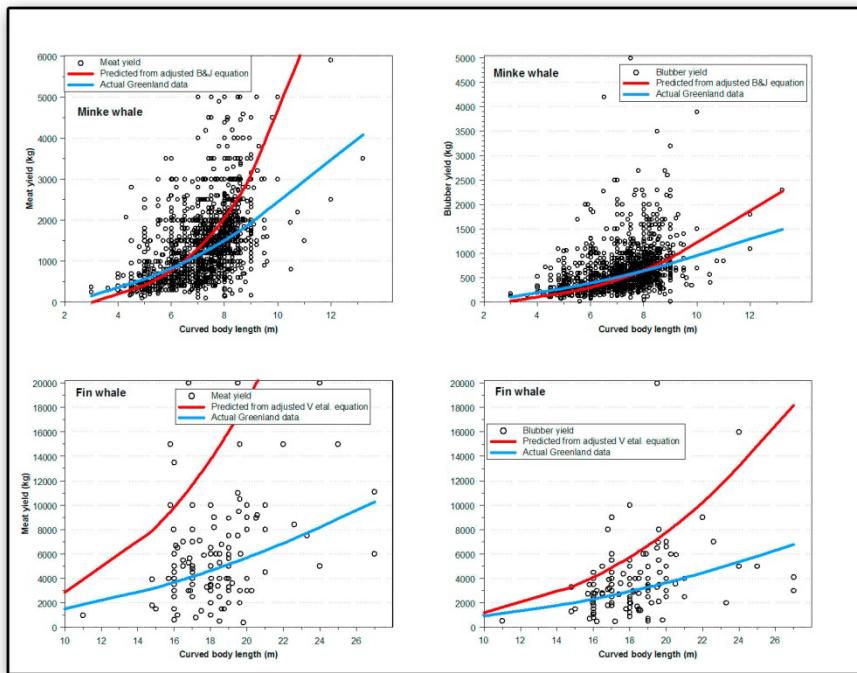 6000
Meat yield
Predicted from adjusted B&J equation
Actual Greenland data
5000
Minke whale
4000
3000
2000
1000
0
Meat yield (kg)
2 4 6 8 10 12
Curved body length (m)
5000
Blubber yield
4500
Predicted from adjusted B&J equation
Actual Greenland data
4000
Minke whale
3500
3000
2500
2000
1500
1000
500
0
Blubber yield (kg)
2 4 6 8 10 12
Curved body length (m)
20000
Fin whale
Meat yield
Predicted from adjusted V etal. equation
Actual Greenland data
18000
16000
14000
12000
10000
8000
6000
4000
2000
0
Meat yield (kg)
10 12 14 16 18 20 22 24 26
Curved body length (m)
20000
Fin whale
18000
16000
Blubber yield
Predicted from adjusted V etal. equation
Actual Greenland data
14000
12000
10000
8000
6000
4000
2000
0
Blubber yield (kg)
10 12 14 16 18 20 22 24 26
Curved body length (m)